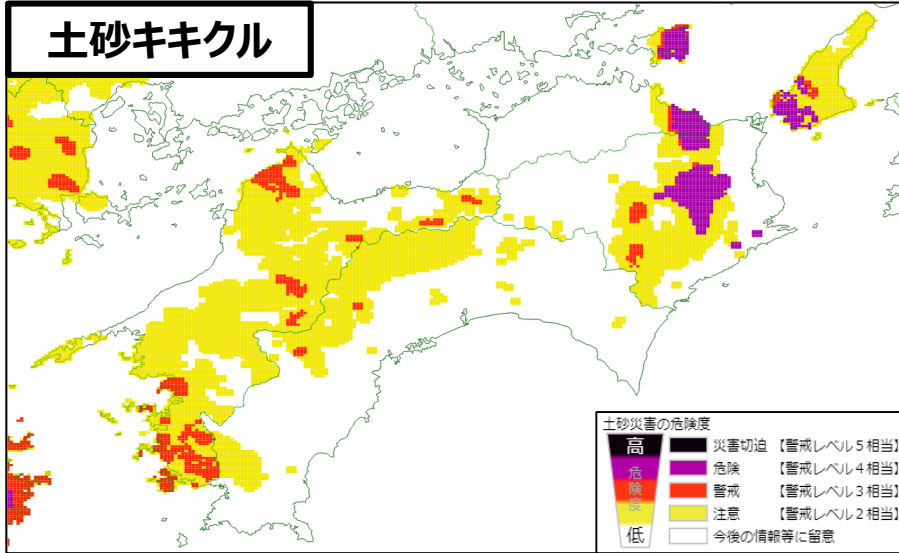 土砂キキクル
土砂災害の危険度
高
危険度
低
災害切迫 【警戒レベル5相当】
危険 【警戒レベル4相当】
警戒 【警戒レベル3相当】
注意 【警戒レベル2相当】
今後の情報等に留意